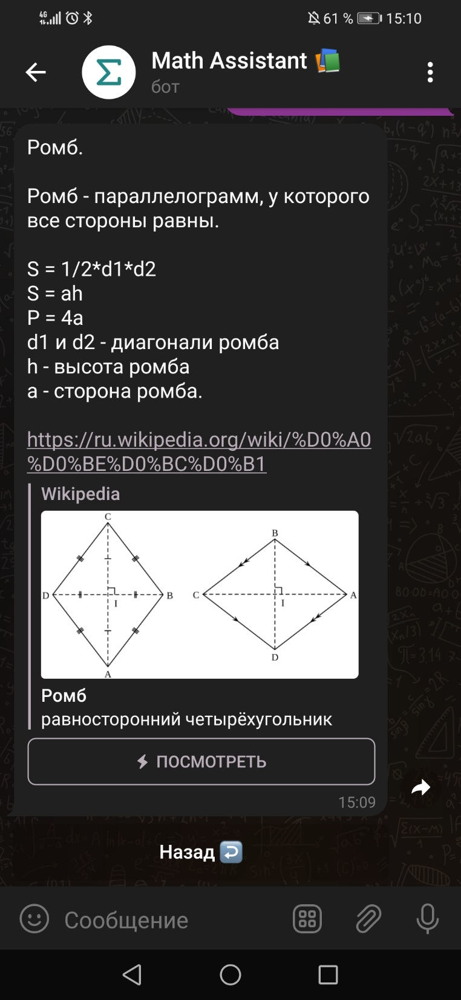 4G 61 % 15:10
Math Assistant
бот
Ромб.
Ромб - параллелограмм, у которого
все стороны равны.
S = 1/2*d1*d2
S = ah
P = 4a
d1 и d2 - диагонали ромба
h - высота ромба
a - сторона ромба.
https://ru.wikipedia.org/wiki/%D0%A0
%D0%BE%D0%BC%D0%B1
Wikipedia
C
B
D I B C I A
D
A
Ромб
равносторонний четырёхугольник
ПОСМОТРЕТЬ
15:09
Назад
Сообщение